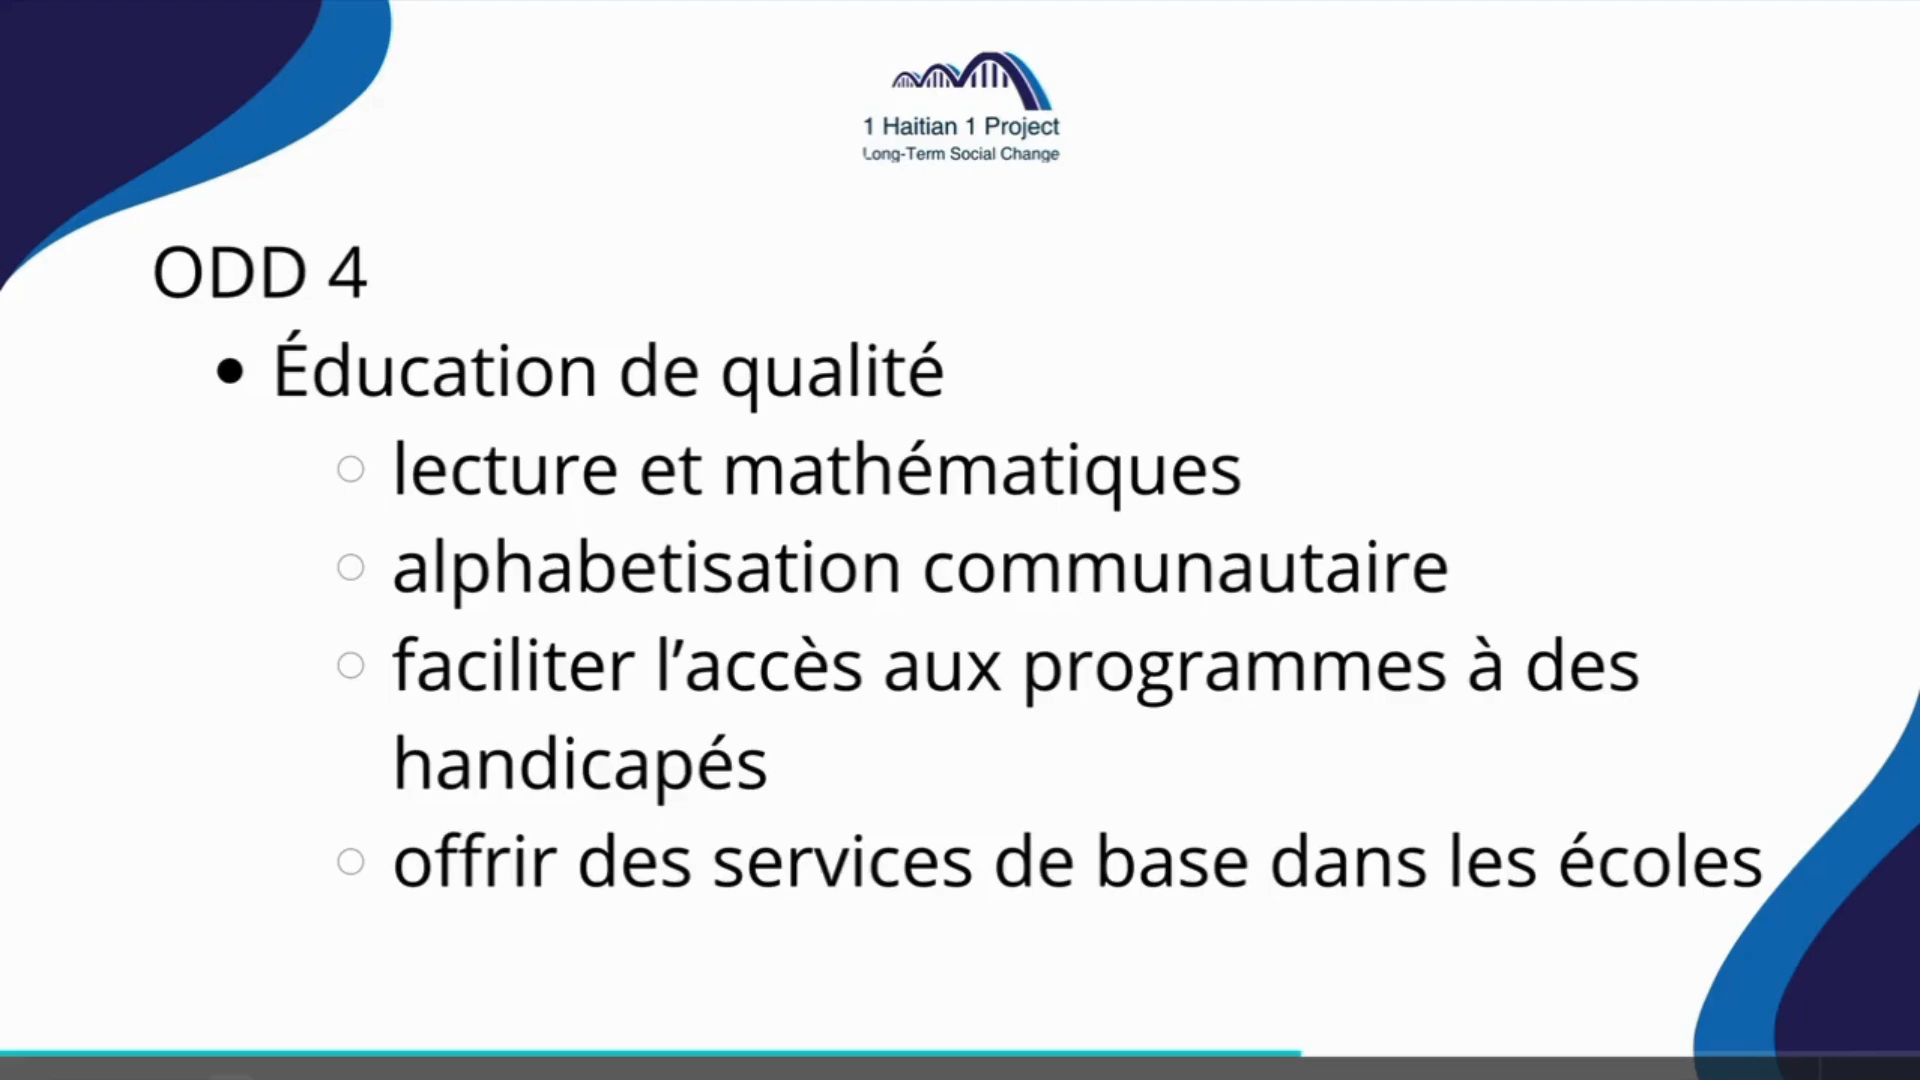 1 Haitian 1 Project
Long-Term Social Change
ODD 4
• Éducation de qualité
○ lecture et mathématiques
○ alphabetisation communautaire
○ faciliter l’accès aux programmes à des
handicapés
○ offrir des services de base dans les écoles